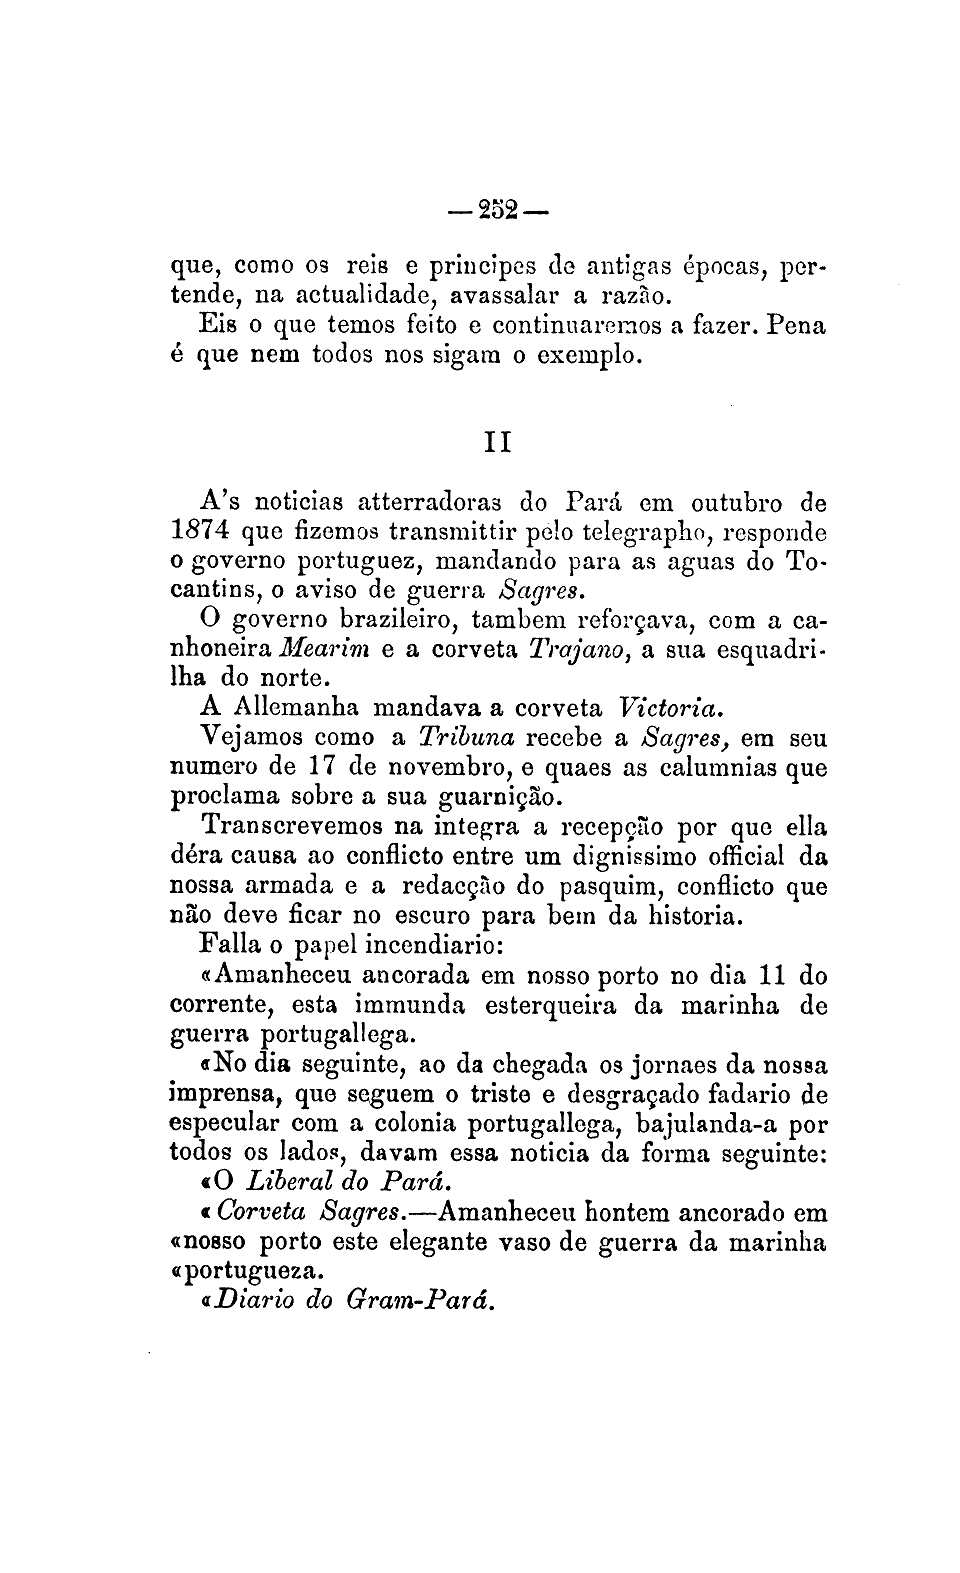 — 252 —
que, como os reis e principes de antigas épocas, per-
tende, na actualidade, avassalar a razão.
Eis o que temos feito e continuaremos a fazer. Pena
é que nem todos nos sigam o exemplo.
II
A's noticias atterradoras do Pará em outubro de
1874 que fizemos transmittir pelo telegrapho, responde
o governo portuguez, mandando para as aguas do To-
cantins, o aviso de guerra Sagres.
O governo brazileiro, tambem reforçava, com a ca-
nhoneira Mearim e a corveta Trajano, a sua esquadri-
lha do norte.
A Allemanha mandava a corveta Victoria.
Vejamos como a Tribuna recebe a Sagres, em seu
numero de 17 de novembro, e quaes as calumnias que
proclama sobre a sua guarnição.
Transcrevemos na integra a recepção por que ella
déra causa ao conflicto entre um dignissimo official da
nossa armada e a redacção do pasquim, conflicto que
não deve ficar no escuro para bem da historia.
Falla o papel incendiario:
«Amanheceu ancorada em nosso porto no dia 11 do
corrente, esta immunda esterqueira da marinha de
guerra portugallega.
«No dia seguinte, ao da chegada os jornaes da nossa
imprensa, que seguem o triste e desgraçado fadario de
especular com a colonia portugallega, bajulanda-a por
todos os lados, davam essa noticia da forma seguinte:
«O Liberal do Pará.
«Corveta Sagres.—Amanheceu hontem ancorado em
«nosso porto este elegante vaso de guerra da marinha
«portugueza.
«Diario do Gram-Pará.